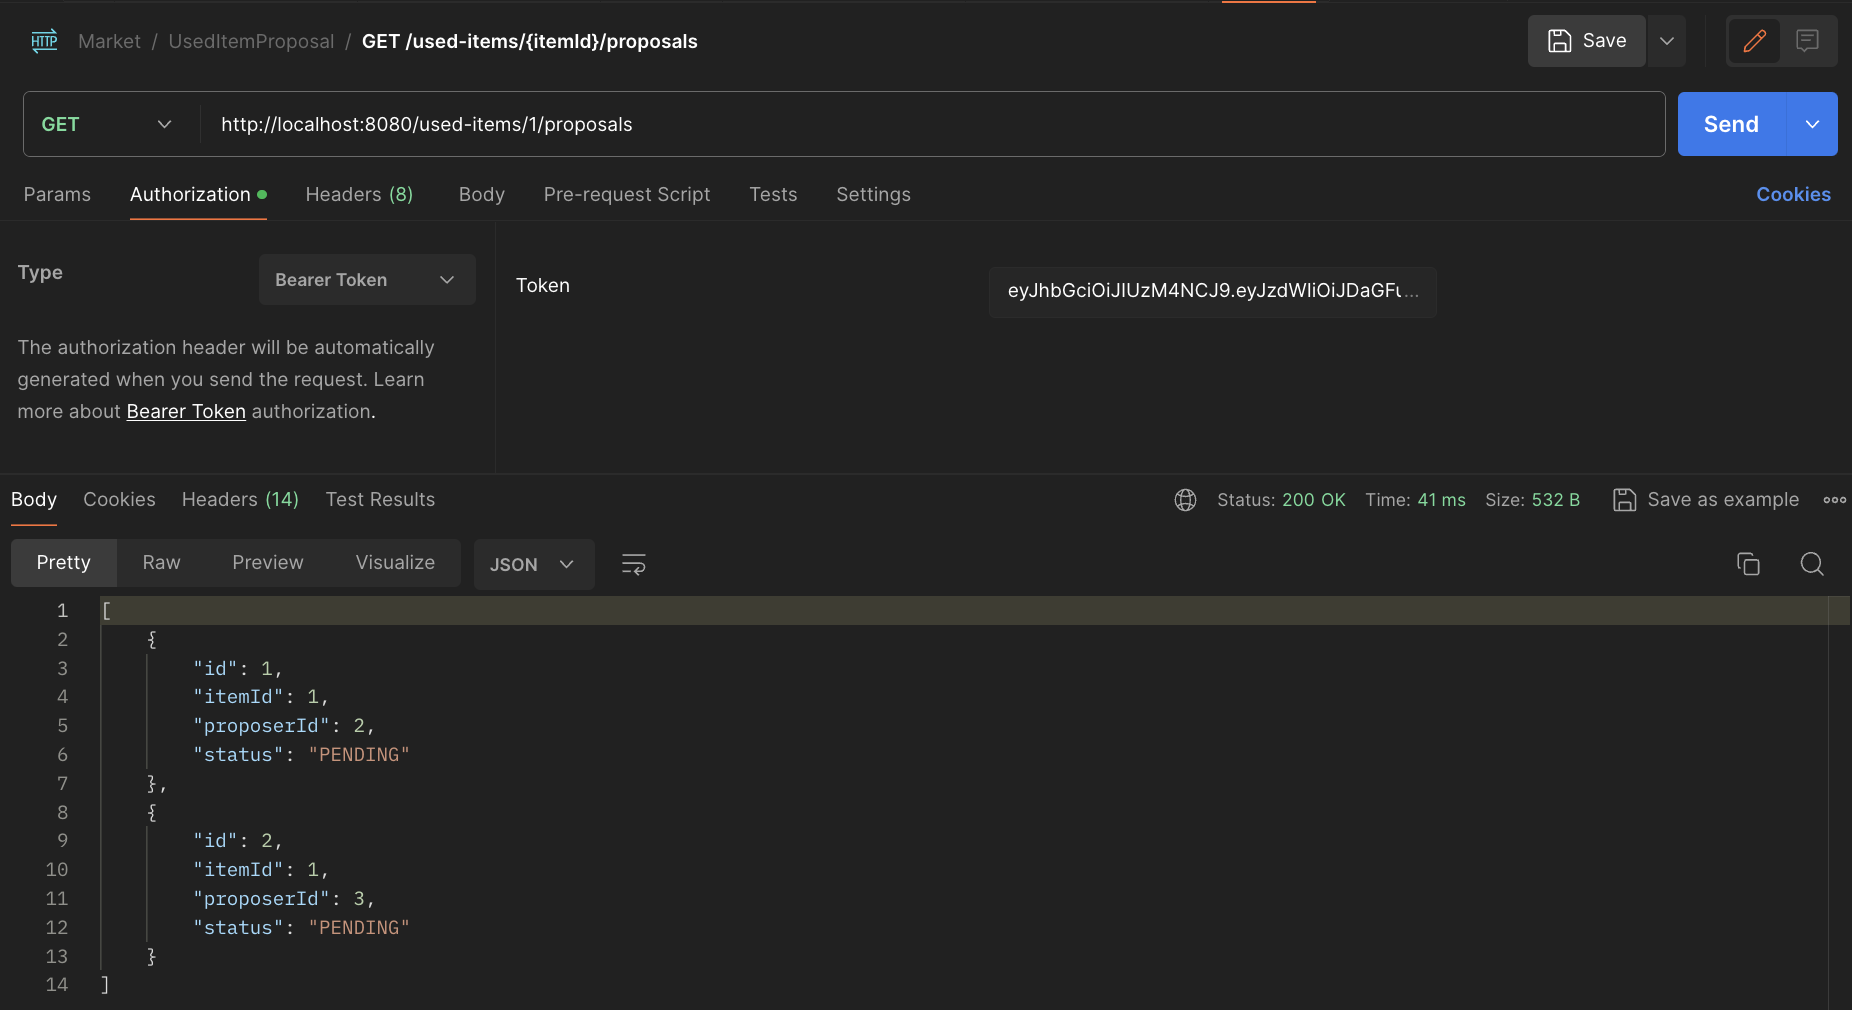 HTTP Market / UsedItemProposal / GET /used-items/{itemId}/proposals Save
GET http://localhost:8080/used-items/1/proposals Send
Params Authorization Headers (8) Body Pre-request Script Tests Settings Cookies
Type Bearer Token
Token eyJhbGciOiJIUzM4NCJ9.eyJzdWIiOiJDaGFu...
The authorization header will be automatically
generated when you send the request. Learn
more about Bearer Token authorization.
Body Cookies Headers (14) Test Results Status: 200 OK Time: 41 ms Size: 532 B Save as example
Pretty Raw Preview Visualize JSON
1 [
2 {
3 "id": 1,
4 "itemId": 1,
5 "proposerId": 2,
6 "status": "PENDING"
7 },
8 {
9 "id": 2,
10 "itemId": 1,
11 "proposerId": 3,
12 "status": "PENDING"
13 }
14 ]